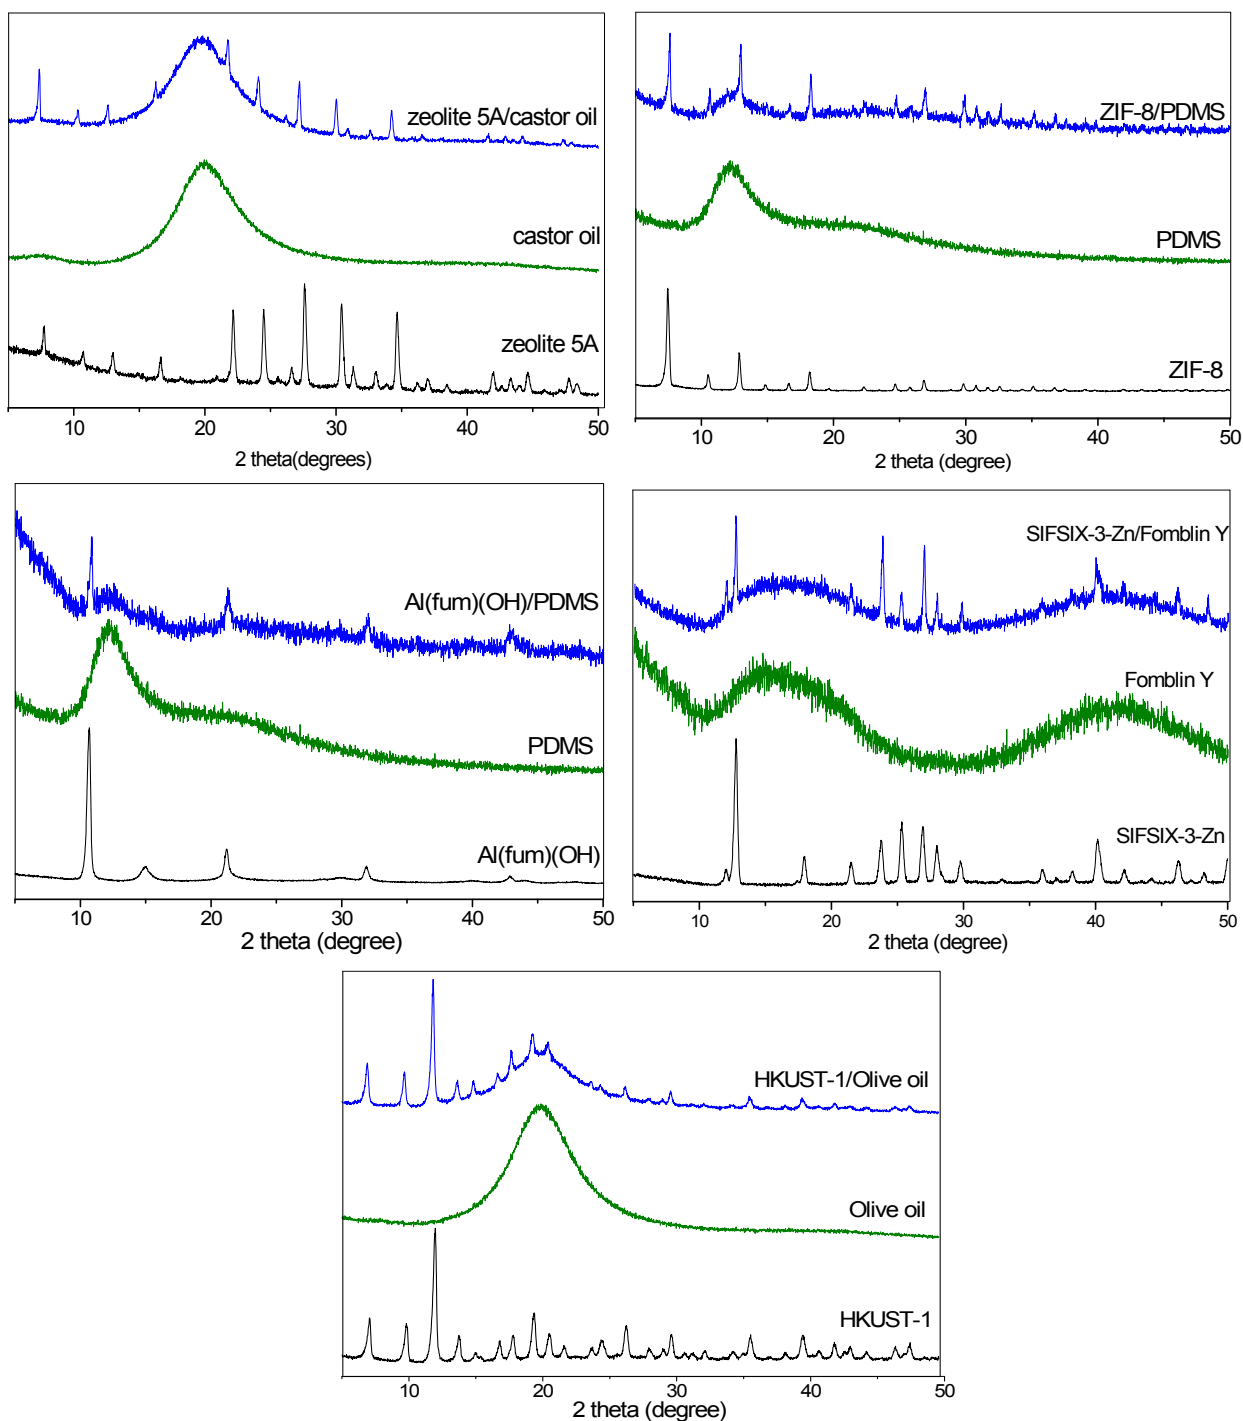 zeolite 5A/castor oil
castor oil
zeolite 5A
10 20 30 40 50
2 theta(degrees)
ZIF-8/PDMS
PDMS
ZIF-8
10 20 30 40 50
2 theta (degree)
Al(fum)(OH)/PDMS
PDMS
Al(fum)(OH)
10 20 30 40 50
2 theta (degree)
SIFSIX-3-Zn/Fomblin Y
Fomblin Y
SIFSIX-3-Zn
10 20 30 40 50
2 theta (degree)
HKUST-1/Olive oil
Olive oil
HKUST-1
10 20 30 40 50
2 theta (degree)